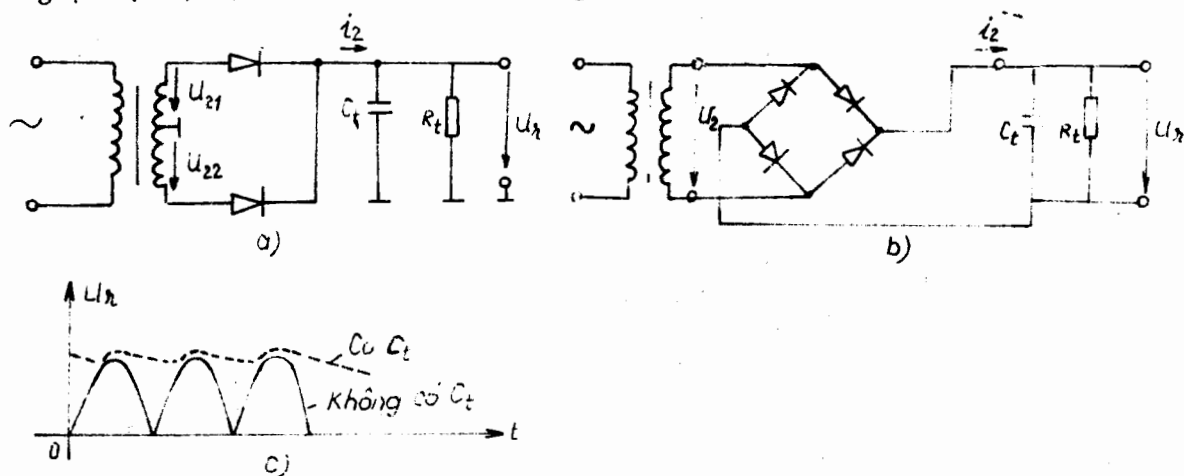 i₂
U₂₁
U₂₂
Cₜ
Rₜ
Uᵣ
~
a)
i₂
U₂
Cₜ
Rₜ
Uᵣ
~
b)
Uᵣ
Có Cₜ
Không có Cₜ
0
t
c)